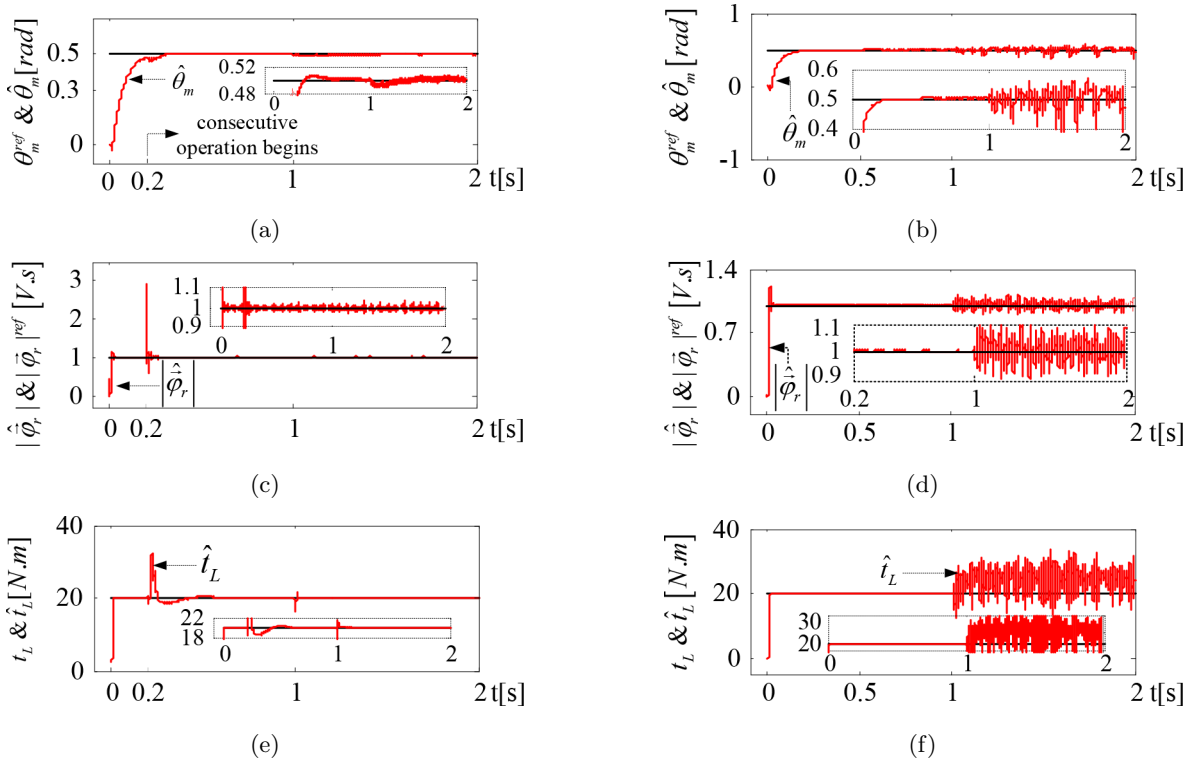 θ_m^ref & θ̂_m [rad]
0.5
0.3
0
θ̂_m
0.52
0.48
0 1 2
consecutive
operation begins
0 0.2 1 2 t[s]
(a)
θ_m^ref & θ̂_m [rad]
1
0
-1
θ̂_m
0.6
0.5
0.4
0 1 2
0 0.5 1 2 t[s]
(b)
|φ̂⃗_r| & |φ⃗_r|^ref [V.s]
3
2
1
0
1.1
1
0.9
0 1 2
|φ̂⃗_r|
0 0.2 1 2 t[s]
(c)
|φ̂⃗_r| & |φ⃗_r|^ref [V.s]
1.4
0.7
0
1.1
1
0.9
0.2 1 2
|φ̂⃗_r|
0 0.5 1 2 t[s]
(d)
t_L & t̂_L [N.m]
40
20
0
t̂_L
22
18
0 1 2
0 0.2 1 2 t[s]
(e)
t_L & t̂_L [N.m]
40
20
0
t̂_L
30
20
0 1 2
0 0.5 1 2 t[s]
(f)